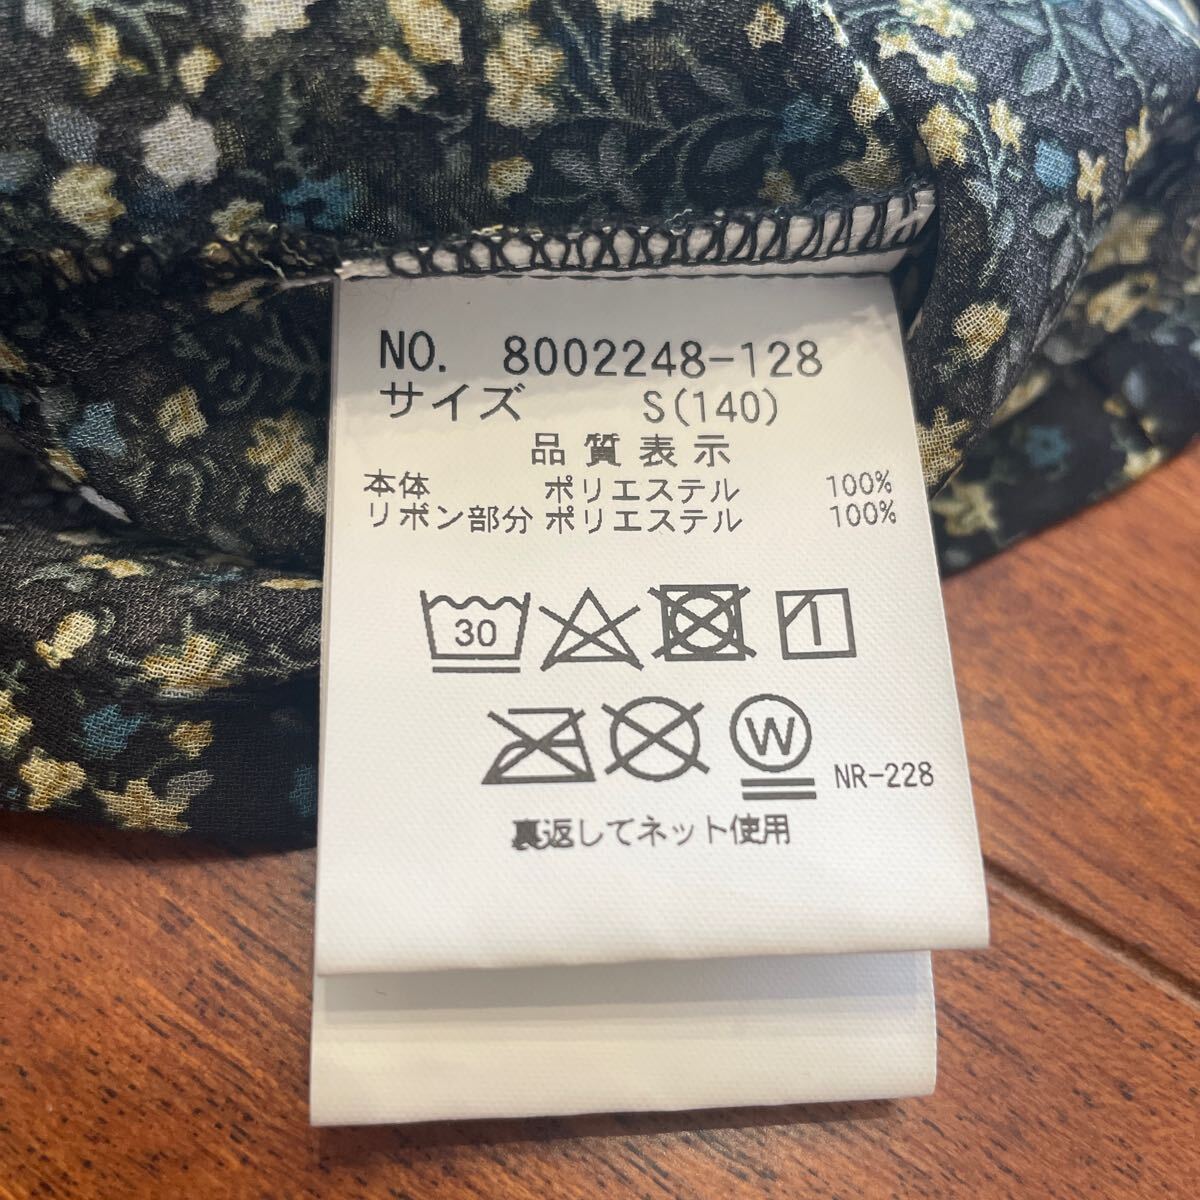 NO. 8002248-128
サイズ S(140)
品質表示
本体 ポリエステル 100%
リボン部分 ポリエステル 100%
30
1
W
NR-228
裏返してネット使用